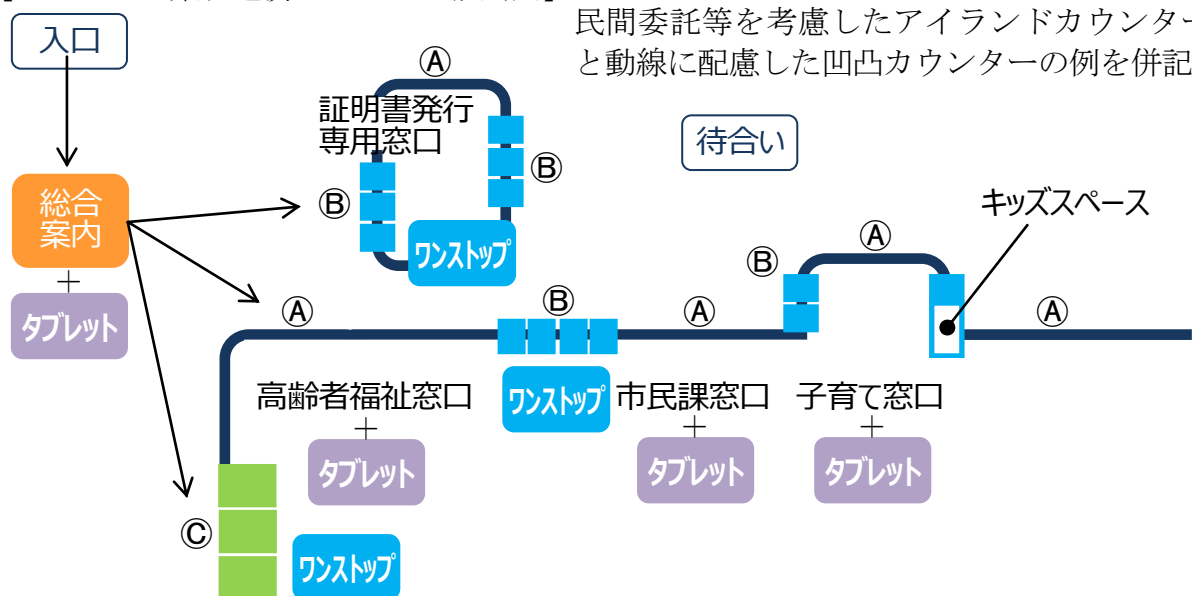 民間委託等を考慮したアイランドカウンター
と動線に配慮した凹凸カウンターの例を併記
入口
Ⓐ
証明書発行
専用窓口
待合い
Ⓑ
Ⓑ
総合
案内
+
タブレット
ワンストップ
キッズスペース
Ⓐ
Ⓑ
Ⓐ
Ⓑ
Ⓐ
Ⓐ
高齢者福祉窓口
+
タブレット
ワンストップ
市民課窓口
+
タブレット
子育て窓口
+
タブレット
Ⓒ
ワンストップ